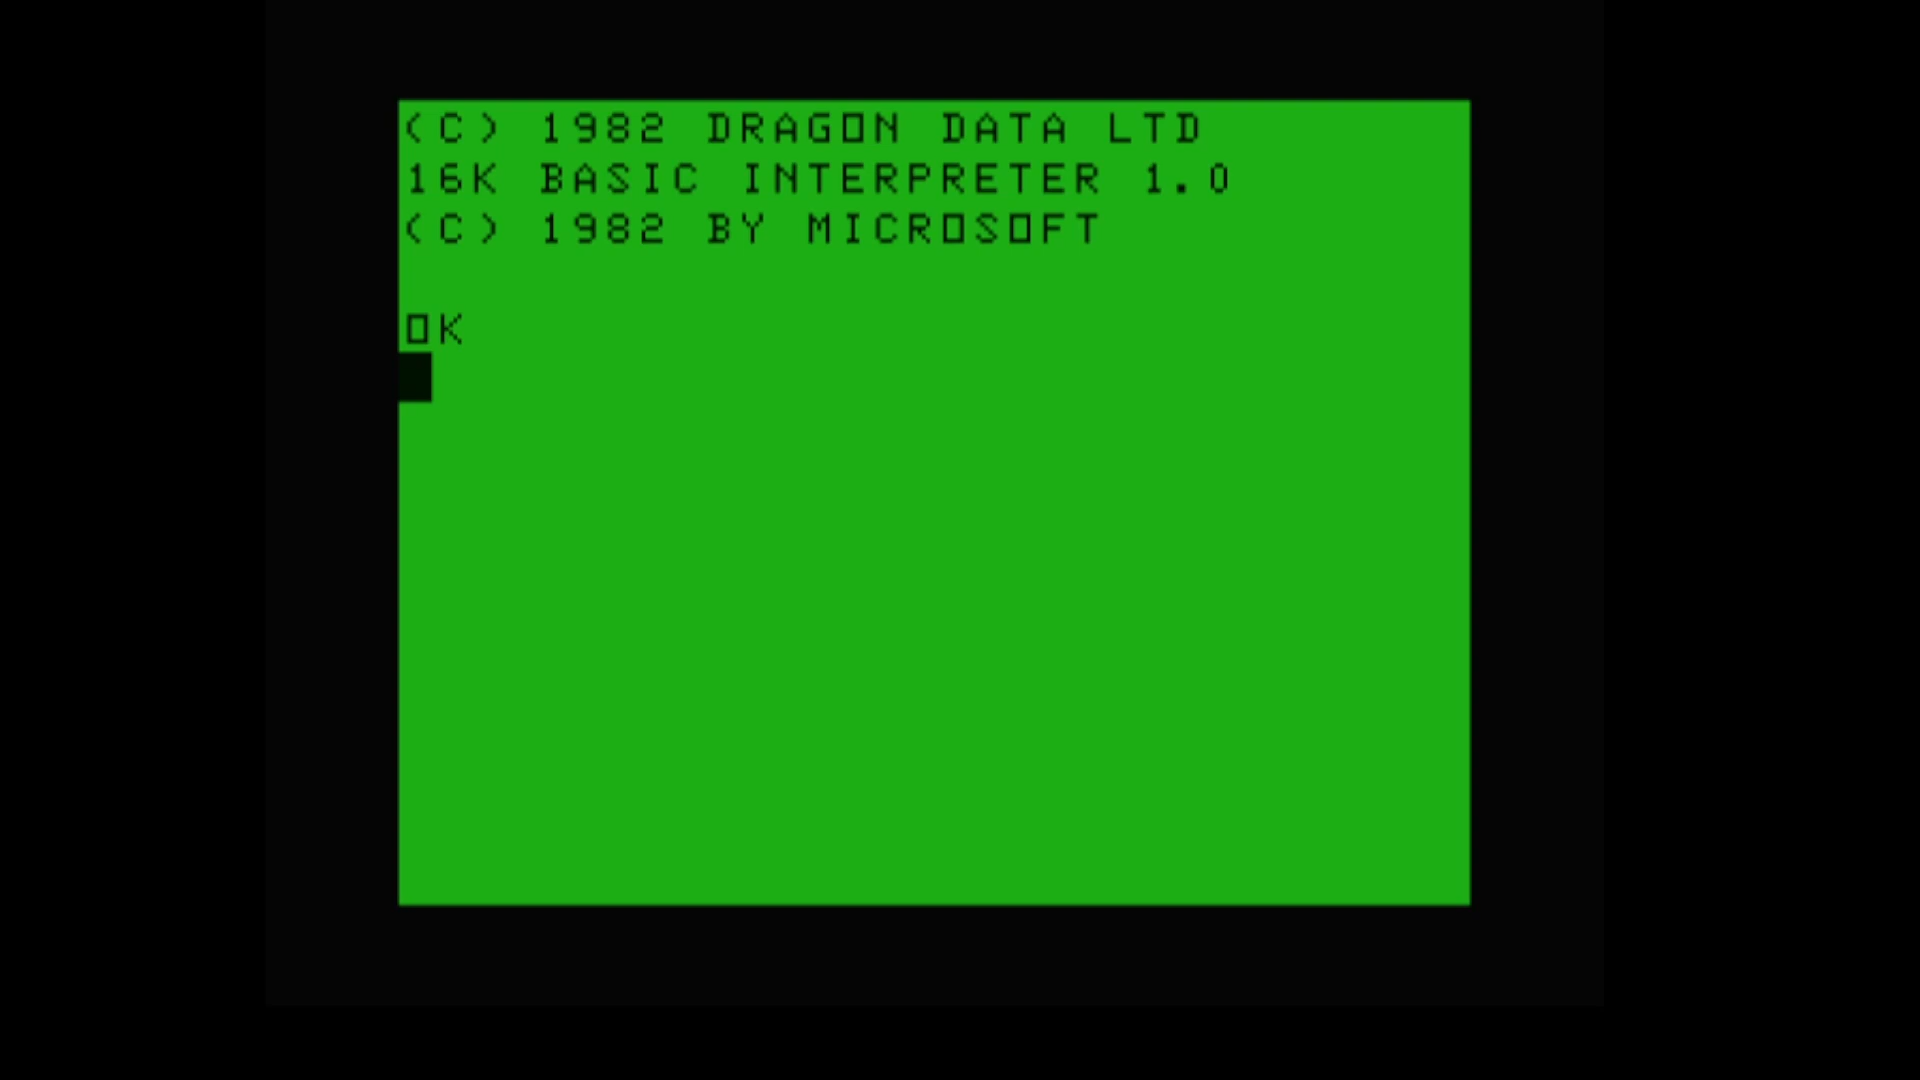 (C) 1982 DRAGON DATA LTD
16K BASIC INTERPRETER 1.0
(C) 1982 BY MICROSOFT
OK